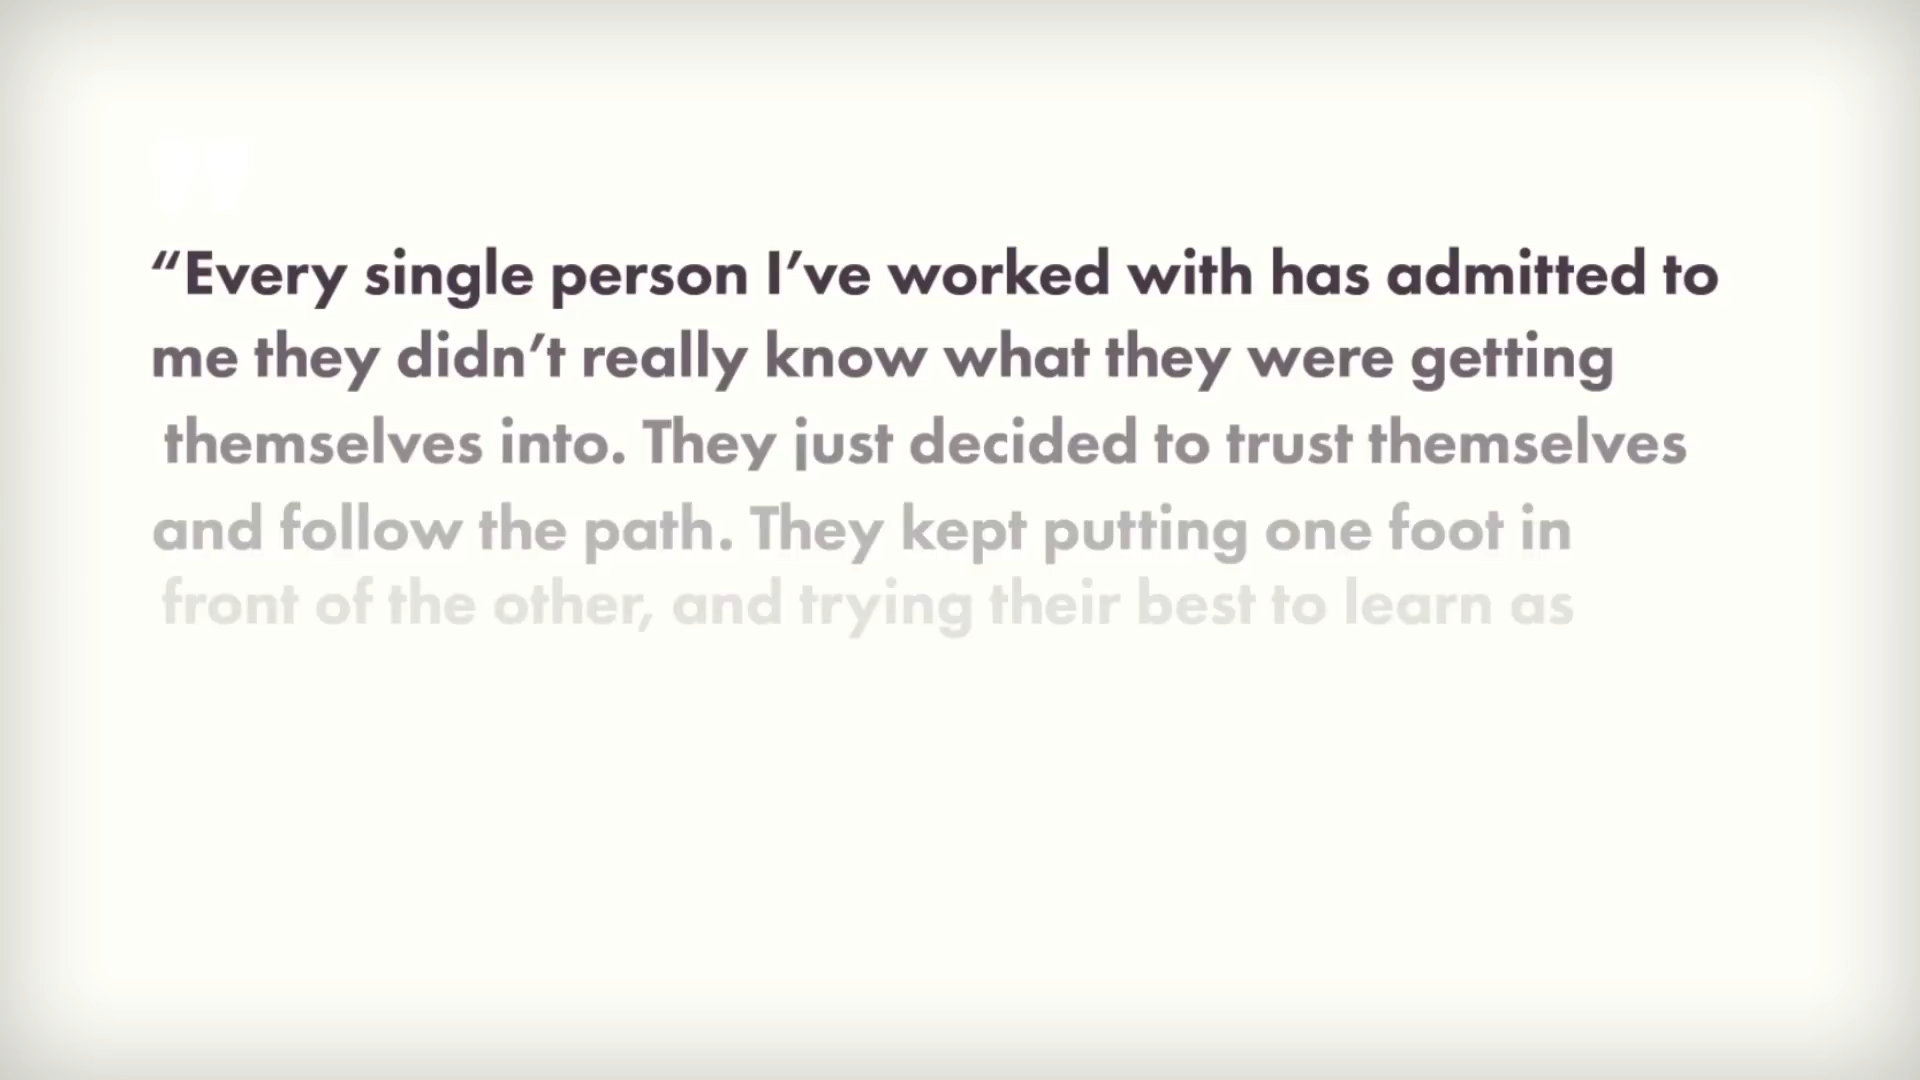 “Every single person I’ve worked with has admitted to
me they didn’t really know what they were getting
themselves into. They just decided to trust themselves
and follow the path. They kept putting one foot in
front of the other, and trying their best to learn as